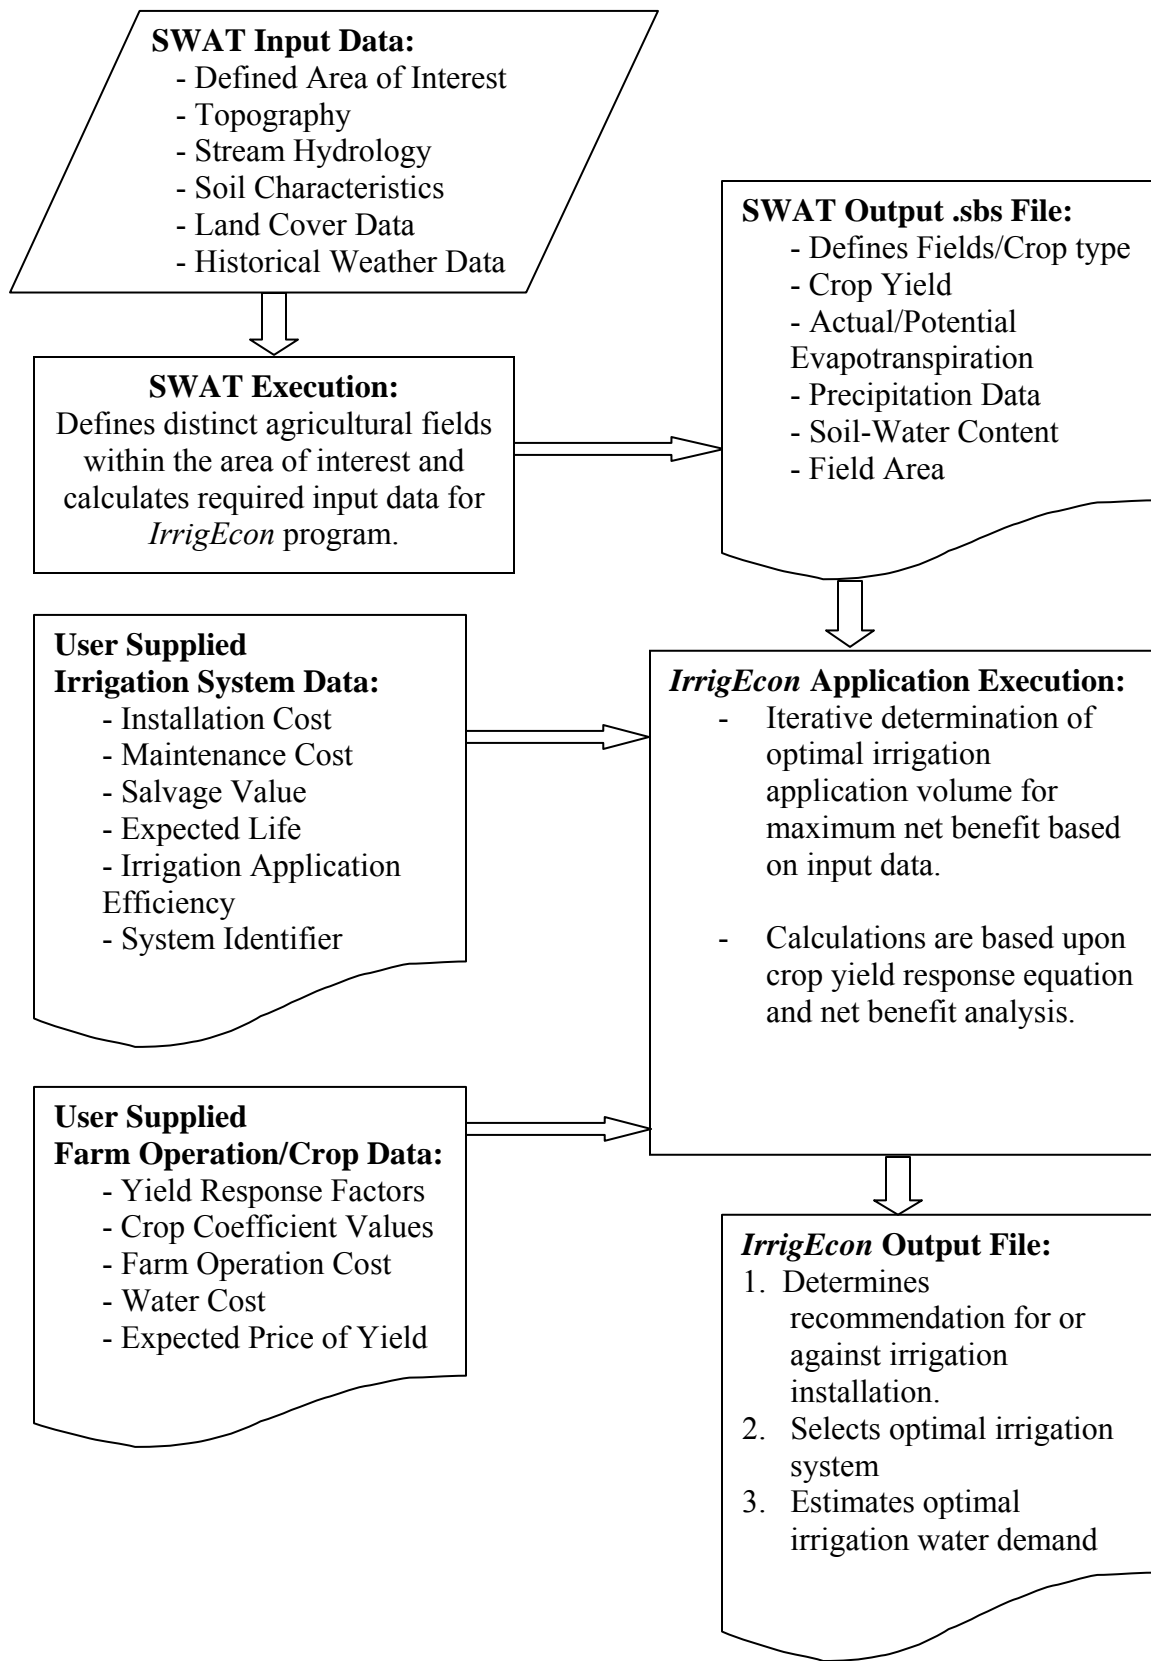 SWAT Input Data:
- Defined Area of Interest
- Topography
- Stream Hydrology
- Soil Characteristics
- Land Cover Data
- Historical Weather Data
SWAT Execution:
Defines distinct agricultural fields
within the area of interest and
calculates required input data for
IrrigEcon program.
SWAT Output .sbs File:
- Defines Fields/Crop type
- Crop Yield
- Actual/Potential
Evapotranspiration
- Precipitation Data
- Soil-Water Content
- Field Area
User Supplied
Irrigation System Data:
- Installation Cost
- Maintenance Cost
- Salvage Value
- Expected Life
- Irrigation Application
Efficiency
- System Identifier
IrrigEcon Application Execution:
- Iterative determination of
optimal irrigation
application volume for
maximum net benefit based
on input data.
- Calculations are based upon
crop yield response equation
and net benefit analysis.
User Supplied
Farm Operation/Crop Data:
- Yield Response Factors
- Crop Coefficient Values
- Farm Operation Cost
- Water Cost
- Expected Price of Yield
IrrigEcon Output File:
1. Determines
recommendation for or
against irrigation
installation.
2. Selects optimal irrigation
system
3. Estimates optimal
irrigation water demand